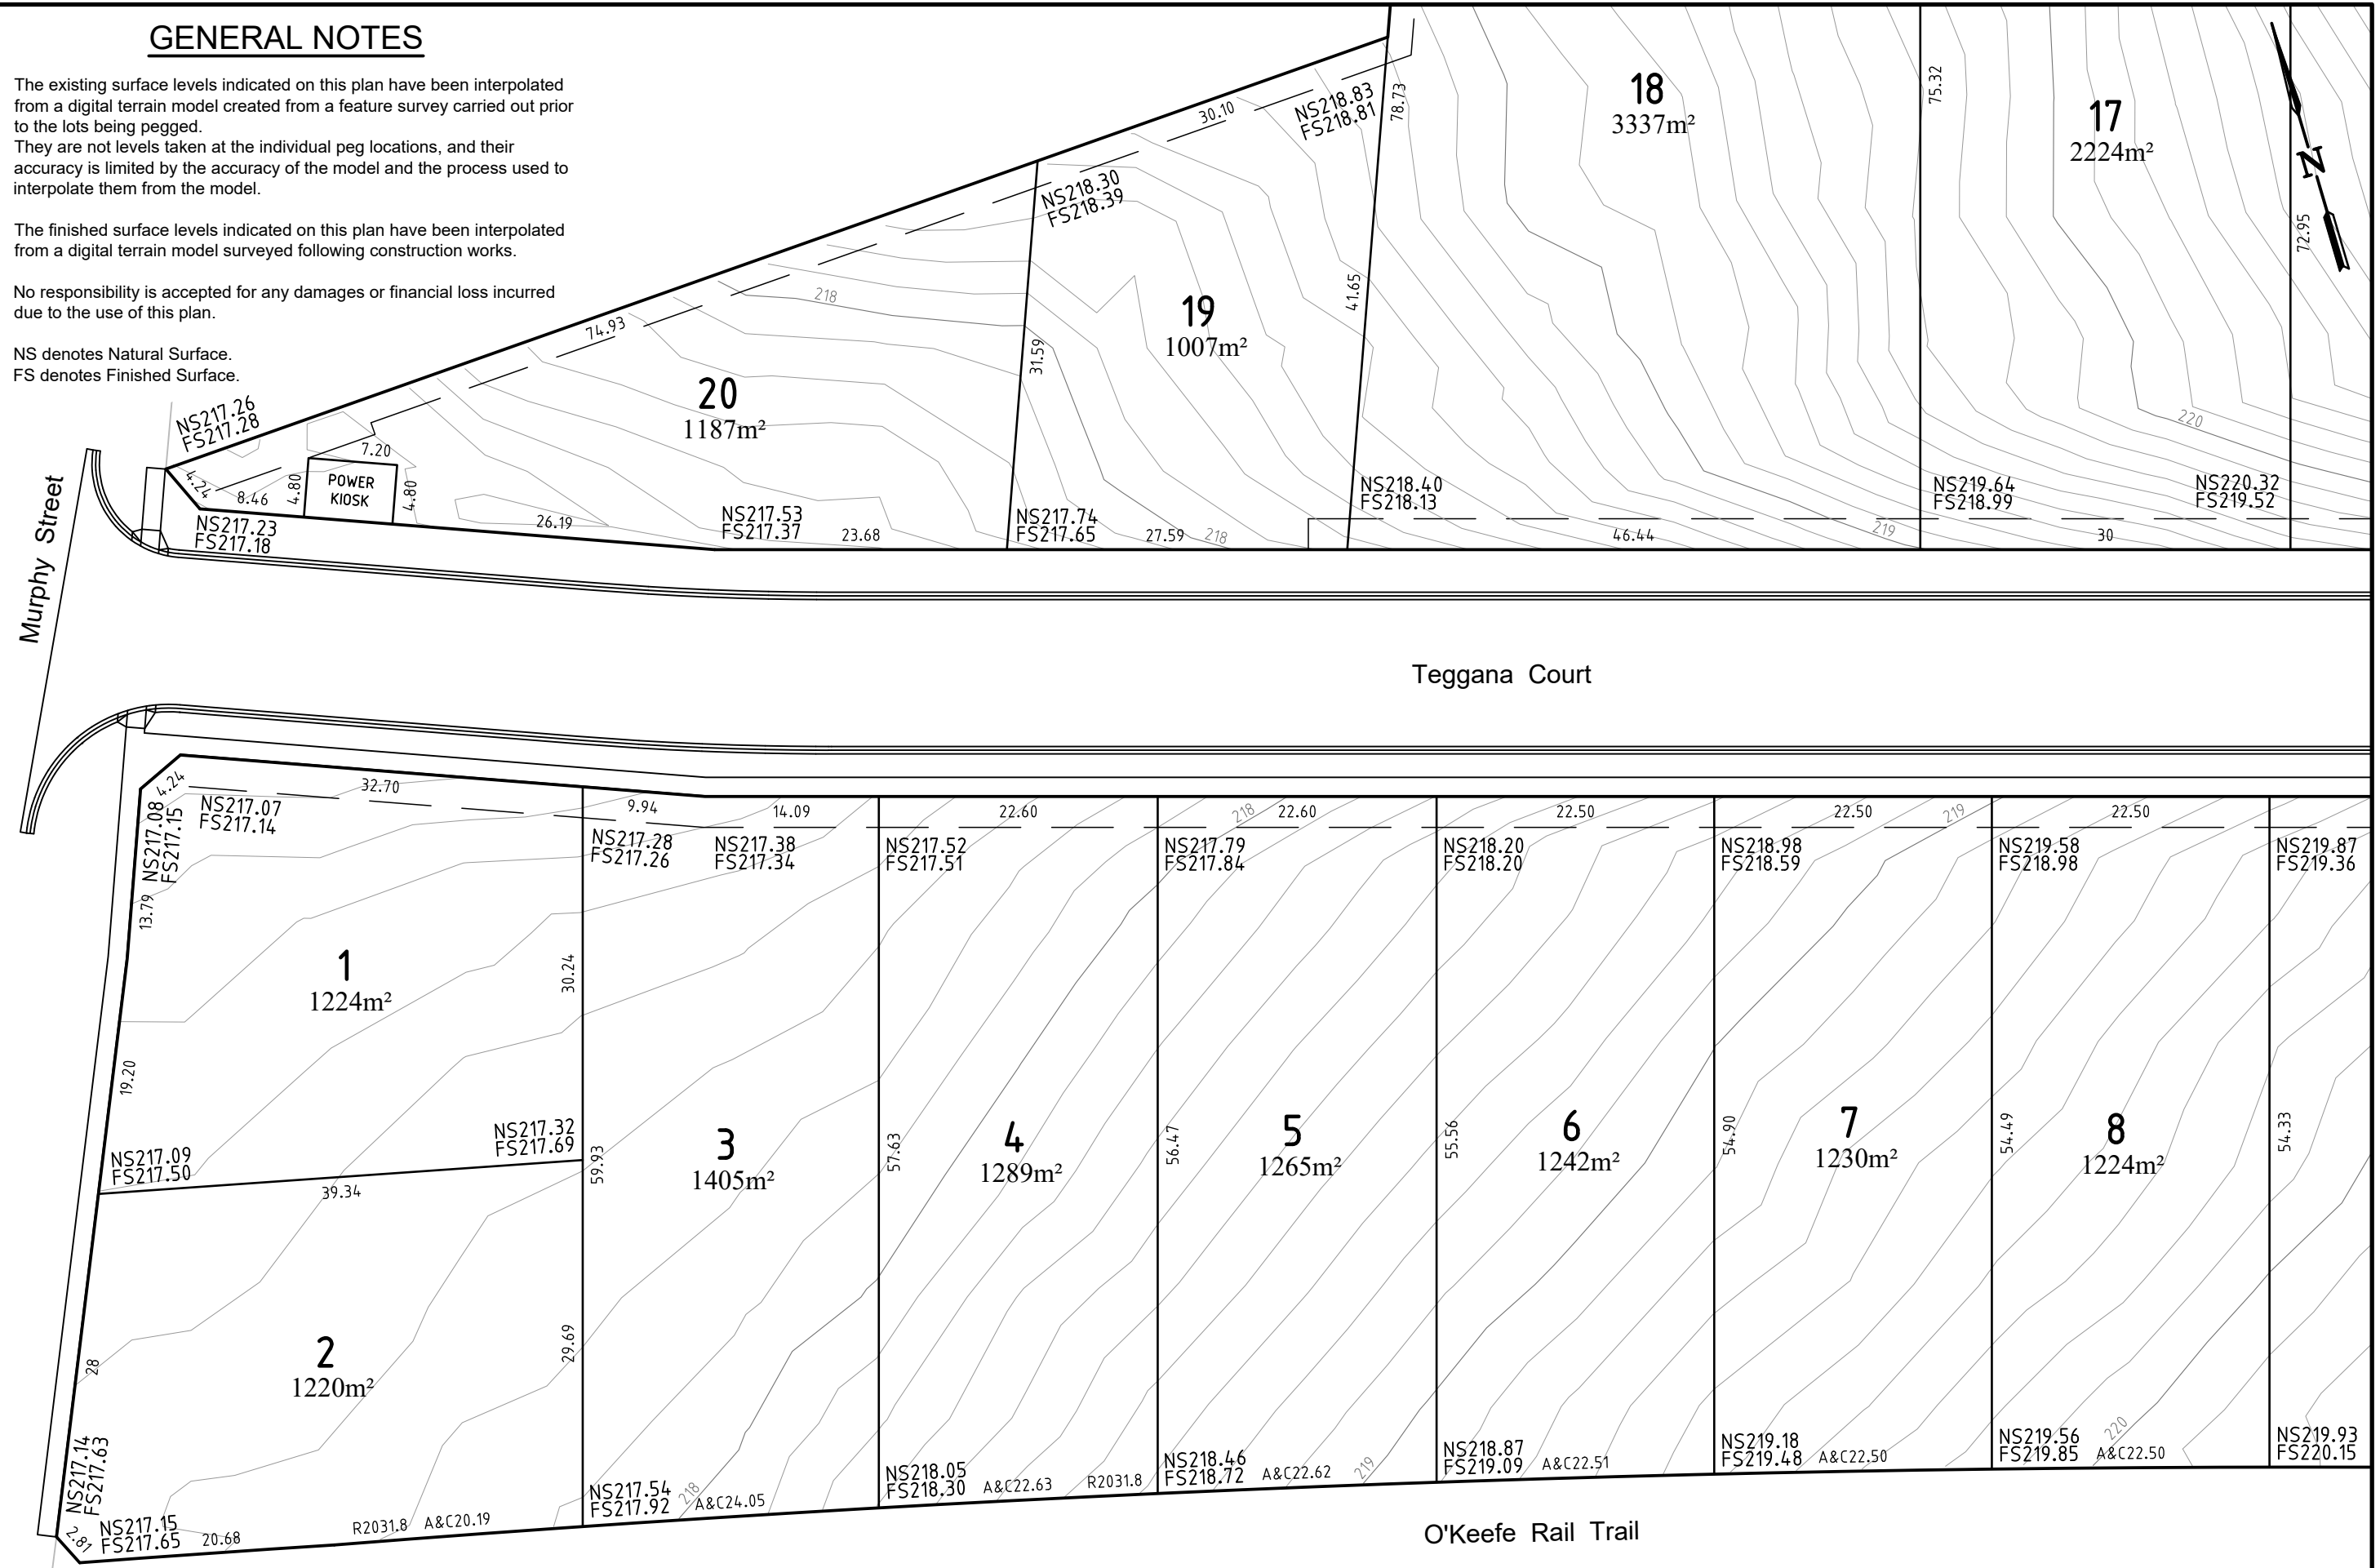 GENERAL NOTES
The existing surface levels indicated on this plan have been interpolated
from a digital terrain model created from a feature survey carried out prior
to the lots being pegged.
They are not levels taken at the individual peg locations, and their
accuracy is limited by the accuracy of the model and the process used to
interpolate them from the model.
The finished surface levels indicated on this plan have been interpolated
from a digital terrain model surveyed following construction works.
No responsibility is accepted for any damages or financial loss incurred
due to the use of this plan.
NS denotes Natural Surface.
FS denotes Finished Surface.
N
18
3337m²
17
2224m²
75.32
72.95
78.73
30.10
NS218.83
FS218.81
NS218.30
FS218.39
19
1007m²
41.65
31.59
218
74.93
20
1187m²
NS217.26
FS217.28
4.24
8.46
7.20
4.80
POWER
KIOSK
4.80
26.19
NS217.23
FS217.18
NS217.53
FS217.37
23.68
NS217.74
FS217.65
27.59
218
NS218.40
FS218.13
46.44
219
NS219.64
FS218.99
30
NS220.32
FS219.52
220
Murphy Street
Teggana Court
4.24
32.70
NS217.08
FS217.15
NS217.07
FS217.14
13.79
9.94
14.09
NS217.28
FS217.26
NS217.38
FS217.34
22.60
NS217.52
FS217.51
218
22.60
NS217.79
FS217.84
22.50
NS218.20
FS218.20
22.50
219
NS218.98
FS218.59
22.50
NS219.58
FS218.98
NS219.87
FS219.36
1
1224m²
30.24
19.20
NS217.09
FS217.50
NS217.32
FS217.69
39.34
59.93
3
1405m²
57.63
4
1289m²
56.47
5
1265m²
55.56
6
1242m²
54.90
7
1230m²
54.49
8
1224m²
54.33
2
1220m²
28
29.69
NS217.14
FS217.63
2.81
NS217.15
FS217.65
20.68
R2031.8
A&C20.19
NS217.54
FS217.92
218
A&C24.05
NS218.05
FS218.30
A&C22.63
R2031.8
NS218.46
FS218.72
A&C22.62
219
NS218.87
FS219.09
A&C22.51
NS219.18
FS219.48
A&C22.50
NS219.56
FS219.85
220
A&C22.50
NS219.93
FS220.15
O'Keefe Rail Trail